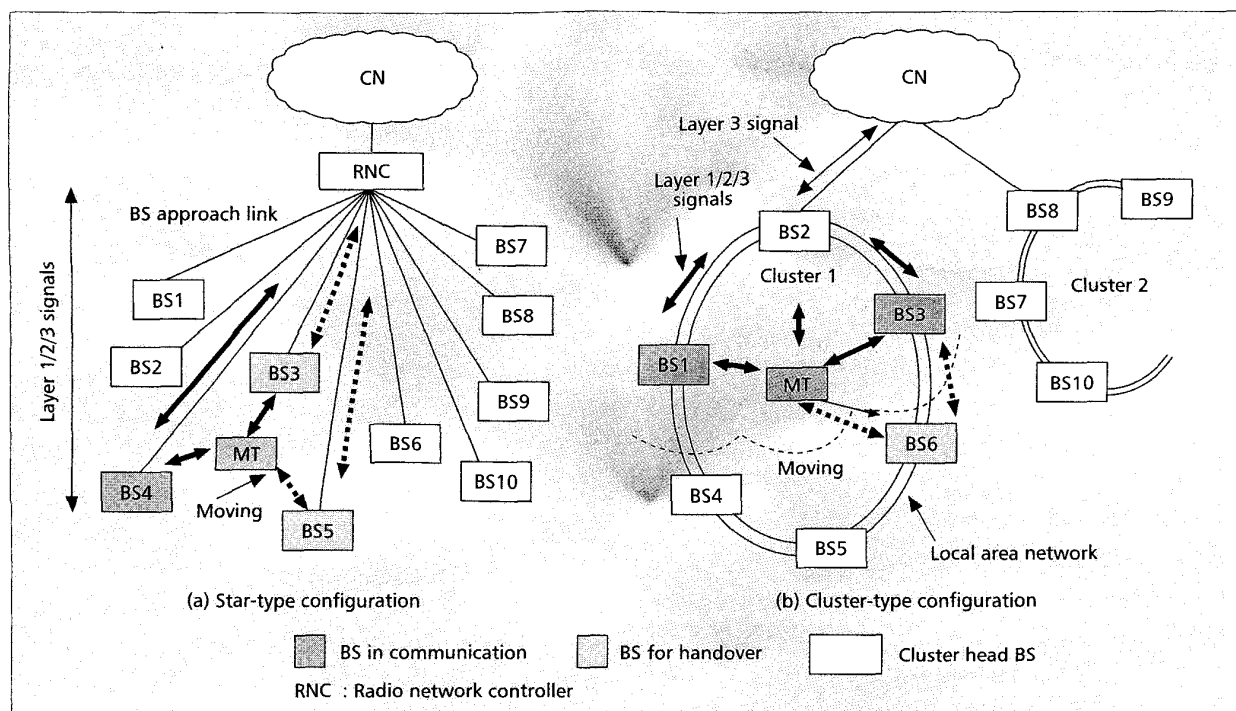 CN
RNC
Layer 1/2/3 signals
BS approach link
BS1
BS2
BS3
BS4
MT
Moving
BS5
BS6
BS7
BS8
BS9
BS10
(a) Star-type configuration
CN
Layer 3 signal
Layer 1/2/3
signals
BS2
Cluster 1
BS3
BS1
MT
BS6
Moving
BS4
BS5
Local area network
BS8
BS9
BS7
Cluster 2
BS10
(b) Cluster-type configuration
BS in communication
BS for handover
Cluster head BS
RNC : Radio network controller